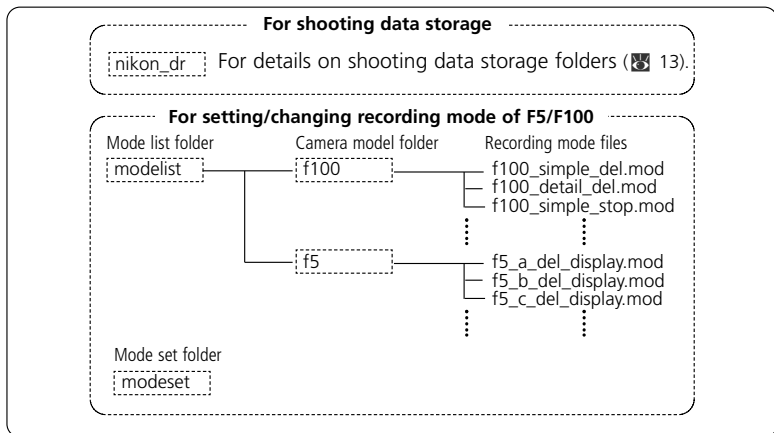 For shooting data storage
nikon_dr For details on shooting data storage folders ( 13).
For setting/changing recording mode of F5/F100
Mode list folder Camera model folder Recording mode files
modelist f100 f100_simple_del.mod
f100_detail_del.mod
f100_simple_stop.mod
f5 f5_a_del_display.mod
f5_b_del_display.mod
f5_c_del_display.mod
Mode set folder
modeset